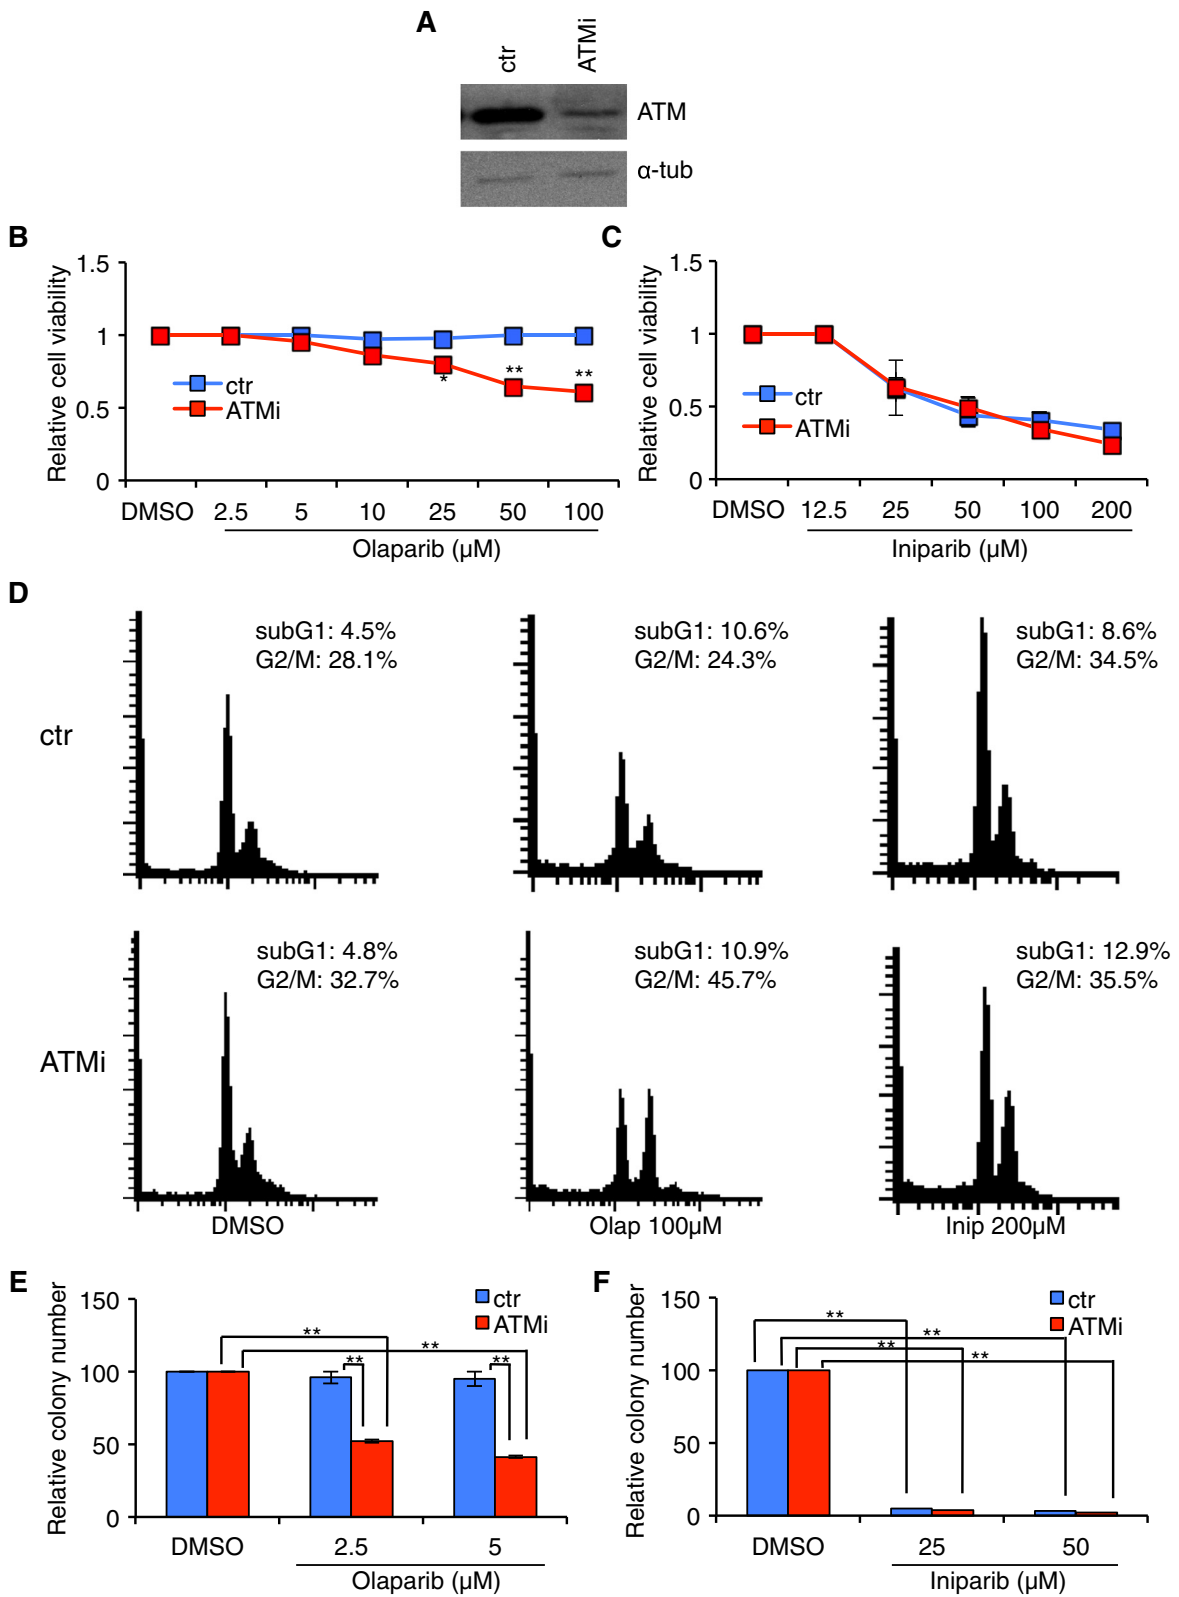 A
ctr
ATMi
ATM
α-tub
B
Relative cell viability
1.5
1
0.5
0
ctr
ATMi
*
**
**
DMSO 2.5 5 10 25 50 100
Olaparib (µM)
C
Relative cell viability
1.5
1
0.5
0
ctr
ATMi
DMSO 12.5 25 50 100 200
Iniparib (µM)
D
ctr
subG1: 4.5%
G2/M: 28.1%
subG1: 10.6%
G2/M: 24.3%
subG1: 8.6%
G2/M: 34.5%
ATMi
subG1: 4.8%
G2/M: 32.7%
subG1: 10.9%
G2/M: 45.7%
subG1: 12.9%
G2/M: 35.5%
DMSO
Olap 100µM
Inip 200µM
E
Relative colony number
150
100
50
0
ctr
ATMi
**
**
**
**
DMSO 2.5 5
Olaparib (µM)
F
Relative colony number
150
100
50
0
ctr
ATMi
**
**
**
**
DMSO 25 50
Iniparib (µM)